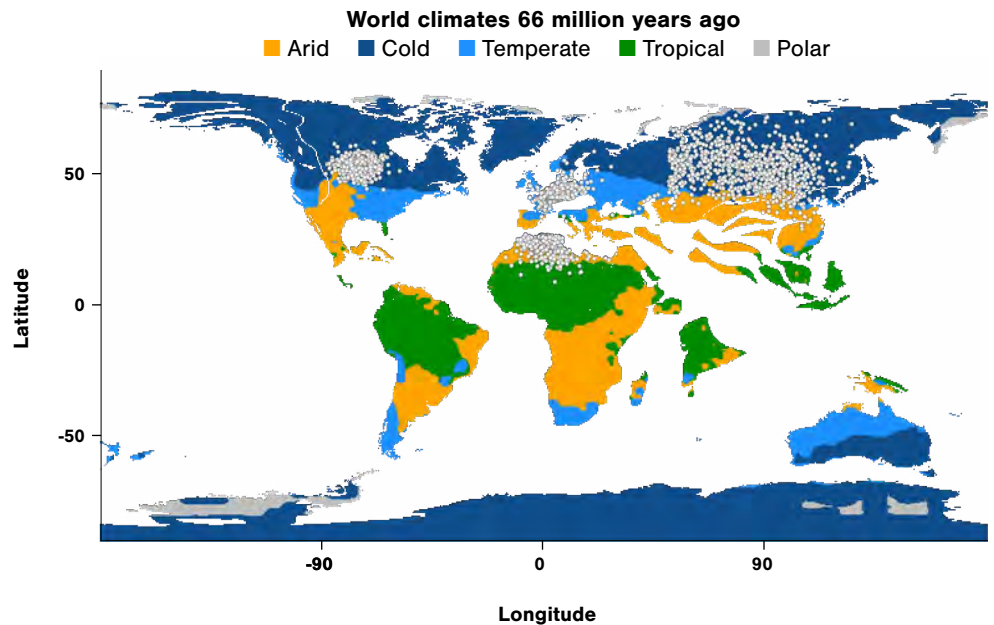 World climates 66 million years ago
Arid Cold Temperate Tropical Polar
50
0
-50
Latitude
-90 0 90
Longitude